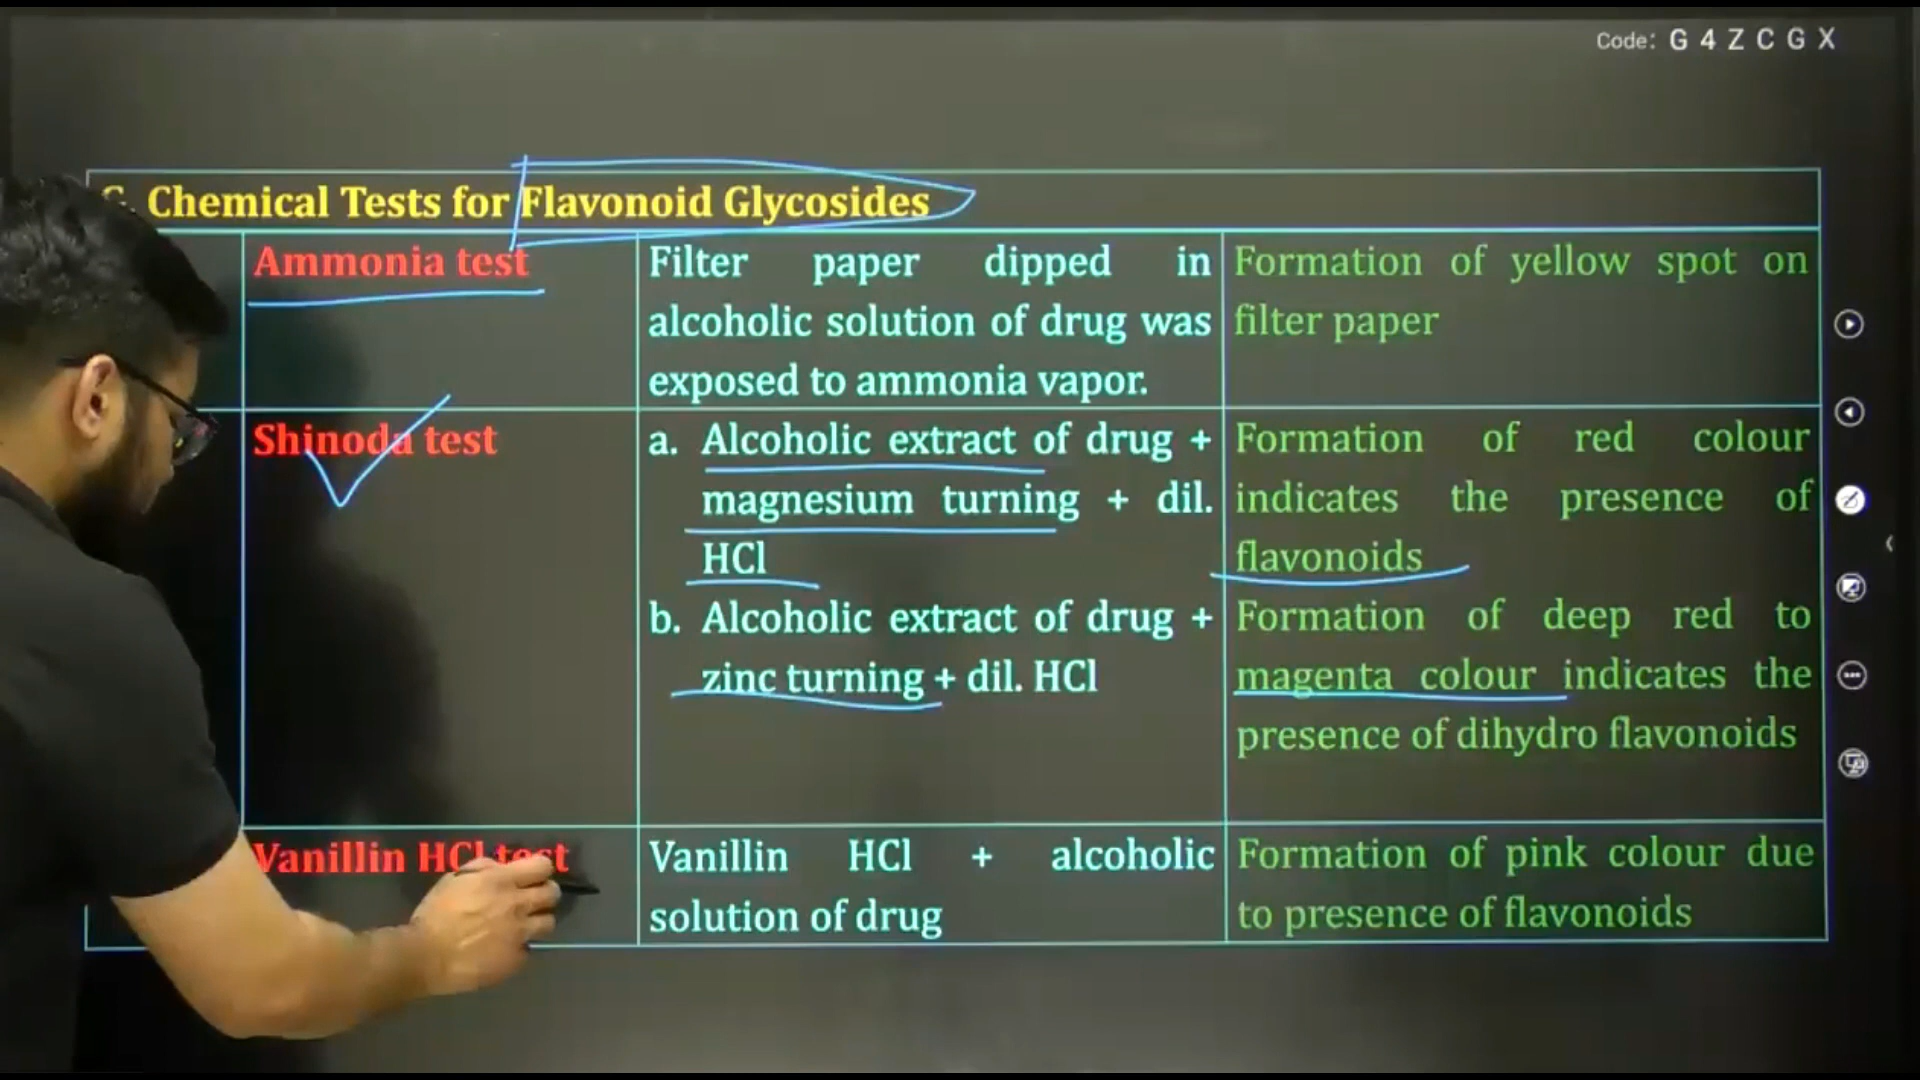 Code: G 4 Z C G X
G. Chemical Tests for Flavonoid Glycosides
Ammonia test
Filter paper dipped in
alcoholic solution of drug was
exposed to ammonia vapor.
Formation of yellow spot on
filter paper
Shinoda test
a. Alcoholic extract of drug +
magnesium turning + dil.
HCl
b. Alcoholic extract of drug +
zinc turning + dil. HCl
Formation of red colour
indicates the presence of
flavonoids
Formation of deep red to
magenta colour indicates the
presence of dihydro flavonoids
Vanillin HCl test
Vanillin HCl + alcoholic
solution of drug
Formation of pink colour due
to presence of flavonoids